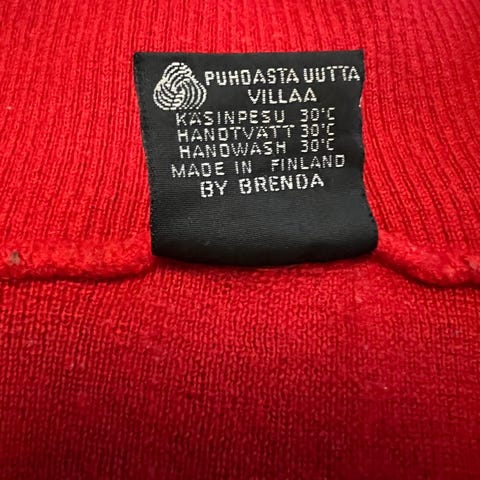 PUHDASTA UUTTA
VILLAA
KÄSINPESU 30°C
HANDTVÄTT 30°C
HANDWASH 30°C
MADE IN FINLAND
BY BRENDA